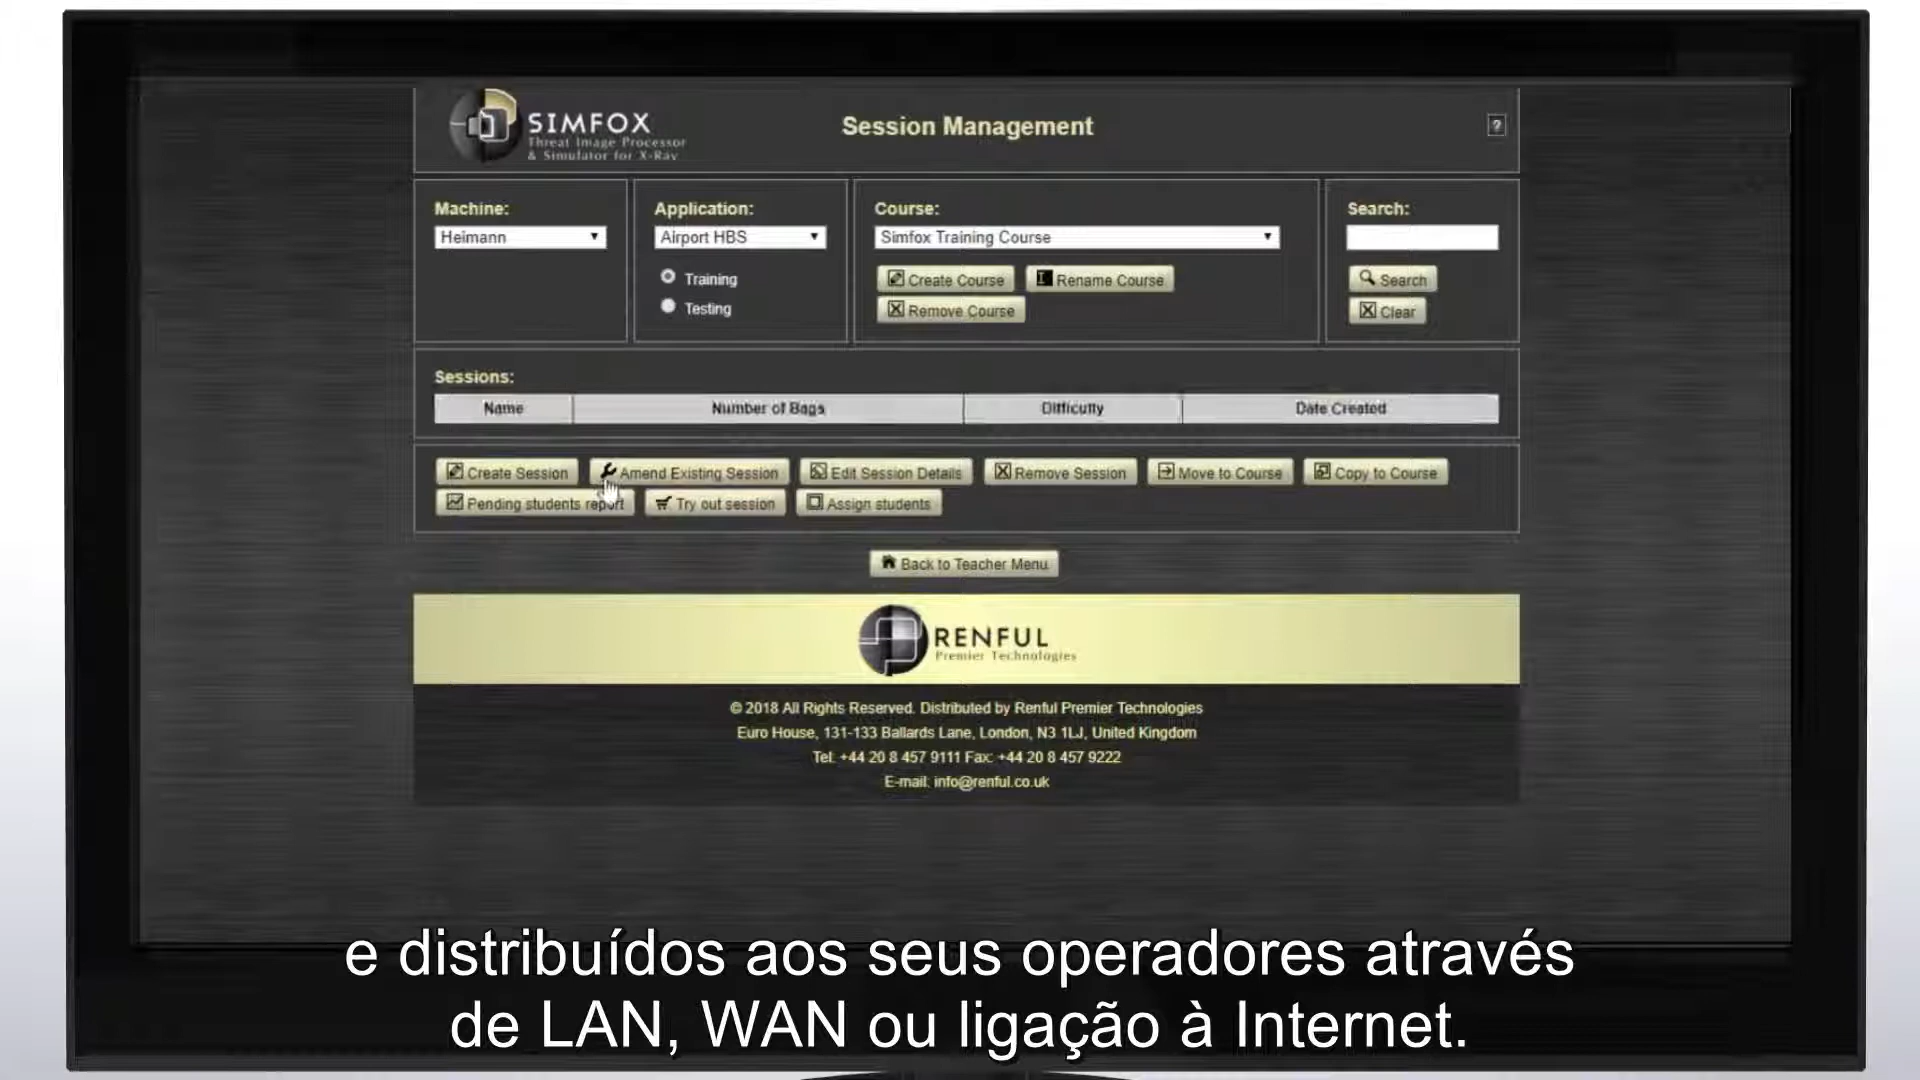 SIMFOX
Threat Image Processor
& Simulator for X-Ray
Session Management
?
Machine:
Heimann
Application:
Airport HBS
Training
Testing
Course:
Simfox Training Course
Create Course
Rename Course
Remove Course
Search:
Search
Clear
Sessions:
Name
Number of Bags
Difficulty
Date Created
Create Session
Amend Existing Session
Edit Session Details
Remove Session
Move to Course
Copy to Course
Pending students report
Try out session
Assign students
Back to Teacher Menu
RENFUL
Premier Technologies
© 2018 All Rights Reserved. Distributed by Renful Premier Technologies
Euro House, 131-133 Ballards Lane, London, N3 1LJ, United Kingdom
Tel: +44 20 8 457 9111 Fax: +44 20 8 457 9222
E-mail: info@renful.co.uk
e distribuídos aos seus operadores através
de LAN, WAN ou ligação à Internet.